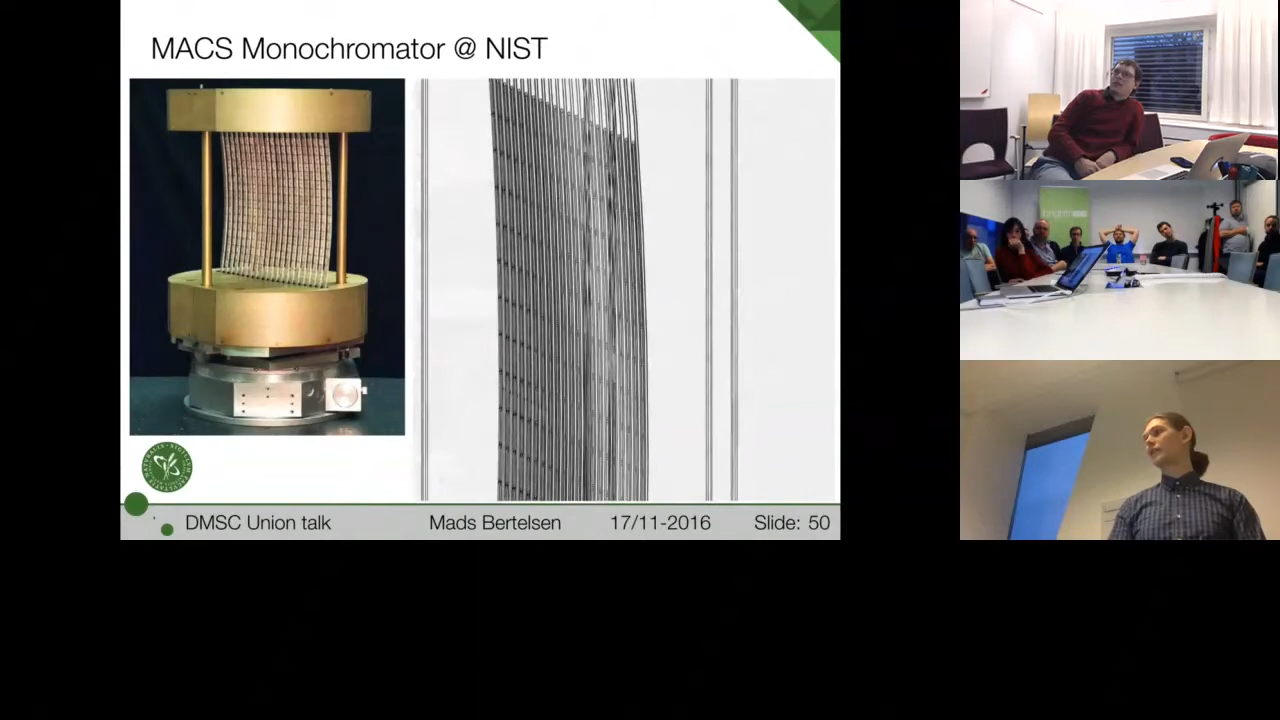 MACS Monochromator @ NIST
DMSC Union talk
Mads Bertelsen
17/11-2016
Slide: 50